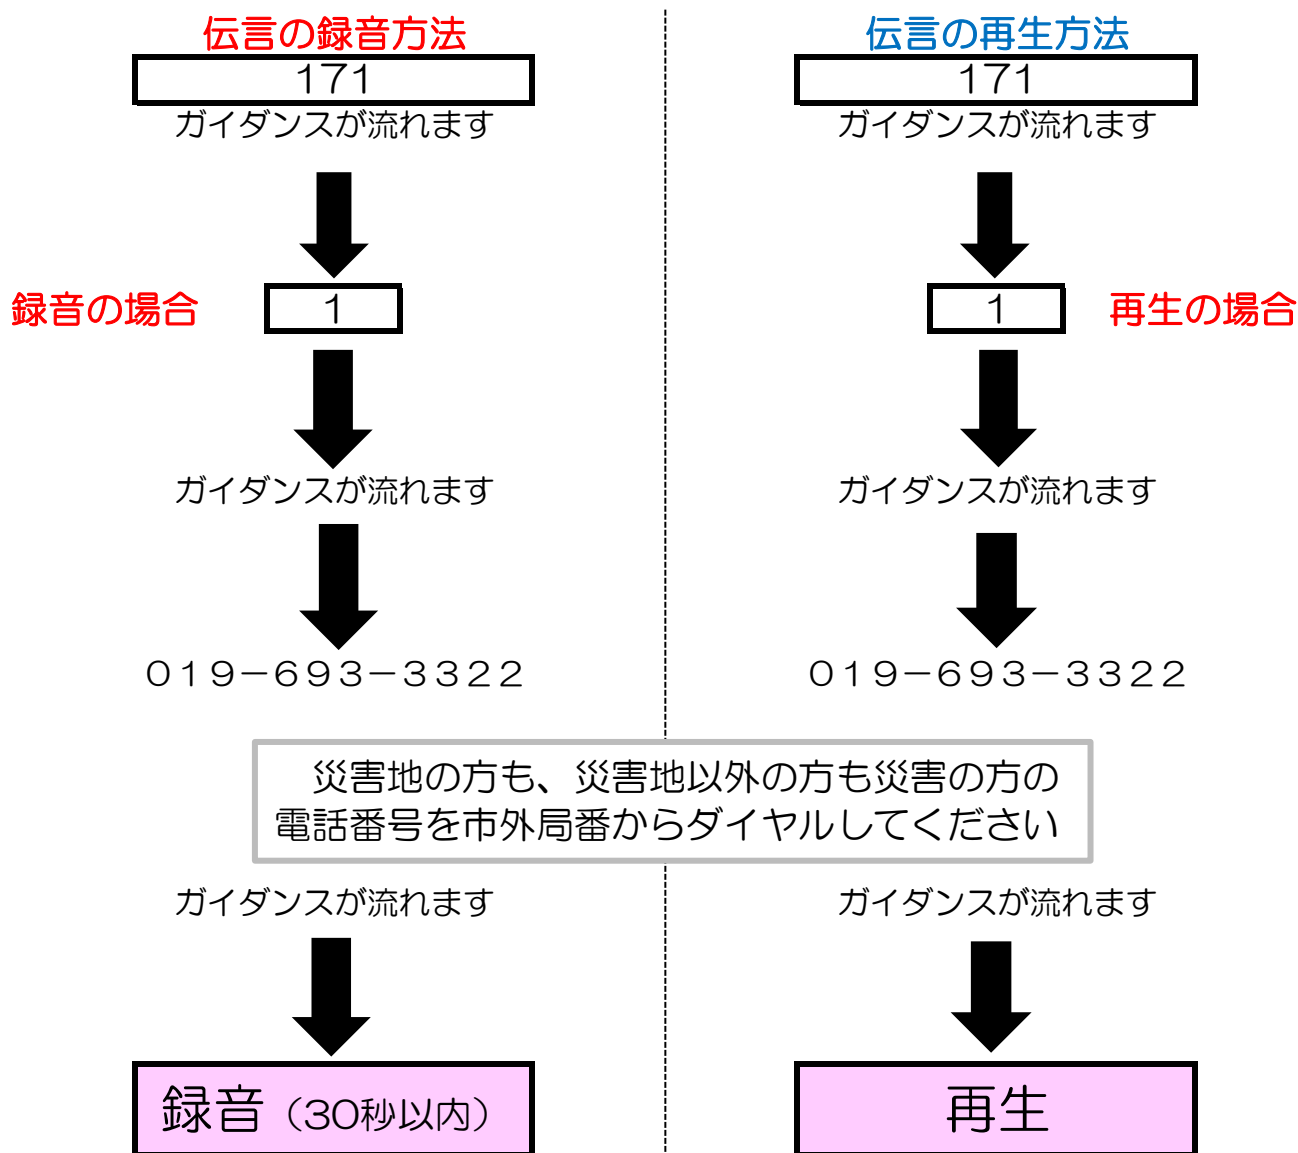 伝言の録音方法
171
ガイダンスが流れます
録音の場合
1
ガイダンスが流れます
019－693－3322
伝言の再生方法
171
ガイダンスが流れます
1
再生の場合
ガイダンスが流れます
019－693－3322
災害地の方も、災害地以外の方も災害の方の
電話番号を市外局番からダイヤルしてください
ガイダンスが流れます
録音（30秒以内）
ガイダンスが流れます
再生